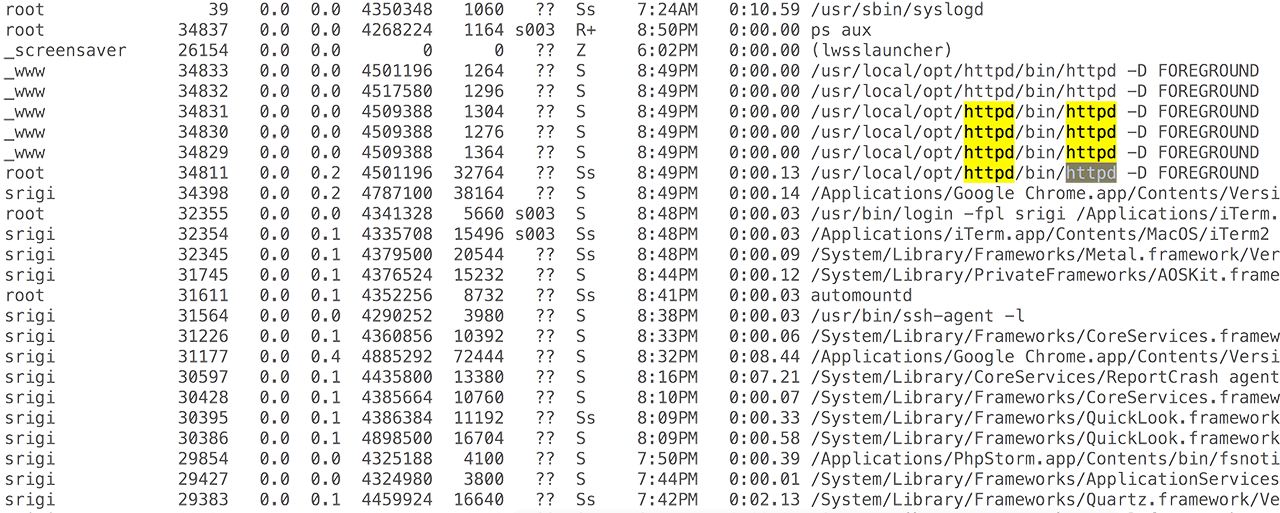 root 39 0.0 0.0 4350348 1060 ?? Ss 7:24AM 0:10.59 /usr/sbin/syslogd
root 34837 0.0 0.0 4268224 1164 s003 R+ 8:50PM 0:00.00 ps aux
_screensaver 26154 0.0 0.0 0 0 ?? Z 6:02PM 0:00.00 (lwsslauncher)
_www 34833 0.0 0.0 4501196 1264 ?? S 8:49PM 0:00.00 /usr/local/opt/httpd/bin/httpd -D FOREGROUND
_www 34832 0.0 0.0 4517580 1296 ?? S 8:49PM 0:00.00 /usr/local/opt/httpd/bin/httpd -D FOREGROUND
_www 34831 0.0 0.0 4509388 1304 ?? S 8:49PM 0:00.00 /usr/local/opt/httpd/bin/httpd -D FOREGROUND
_www 34830 0.0 0.0 4509388 1276 ?? S 8:49PM 0:00.00 /usr/local/opt/httpd/bin/httpd -D FOREGROUND
_www 34829 0.0 0.0 4509388 1364 ?? S 8:49PM 0:00.00 /usr/local/opt/httpd/bin/httpd -D FOREGROUND
root 34811 0.0 0.2 4501196 32764 ?? Ss 8:49PM 0:00.13 /usr/local/opt/httpd/bin/httpd -D FOREGROUND
srigi 34398 0.0 0.2 4767100 38164 ?? S 8:49PM 0:00.14 /Applications/Google Chrome.app/Contents/Versi
root 32355 0.0 0.0 4341328 5660 s003 S 8:48PM 0:00.03 /usr/bin/login -fpl srigi /Applications/iTerm.
srigi 32354 0.0 0.1 4335708 15496 s003 Ss 8:48PM 0:00.03 /Applications/iTerm.app/Contents/MacOS/iTerm2
srigi 32345 0.0 0.1 4379500 20544 ?? Ss 8:48PM 0:00.09 /System/Library/Frameworks/Metal.framework/Ver
srigi 31745 0.0 0.1 4376524 15232 ?? S 8:44PM 0:00.12 /System/Library/PrivateFrameworks/AOSKit.frame
root 31611 0.0 0.1 4352256 8732 ?? Ss 8:41PM 0:00.03 automountd
srigi 31564 0.0 0.0 4290252 3980 ?? S 8:38PM 0:00.03 /usr/bin/ssh-agent -l
srigi 31226 0.0 0.1 4360856 10392 ?? S 8:33PM 0:00.06 /System/Library/Frameworks/CoreServices.framew
srigi 31177 0.0 0.4 4885292 72444 ?? S 8:32PM 0:08.44 /Applications/Google Chrome.app/Contents/Versi
srigi 30597 0.0 0.1 4435800 13380 ?? S 8:16PM 0:07.21 /System/Library/CoreServices/ReportCrash agent
srigi 30428 0.0 0.1 4385664 10760 ?? S 8:10PM 0:00.07 /System/Library/Frameworks/CoreServices.framew
srigi 30395 0.0 0.1 4386384 11192 ?? Ss 8:09PM 0:00.33 /System/Library/Frameworks/QuickLook.framework
srigi 30386 0.0 0.1 4898500 16704 ?? S 8:09PM 0:00.58 /System/Library/Frameworks/QuickLook.framework
srigi 29854 0.0 0.0 4325188 4100 ?? S 7:50PM 0:00.39 /Applications/PhpStorm.app/Contents/bin/fsnoti
srigi 29427 0.0 0.0 4324980 3800 ?? S 7:44PM 0:00.01 /System/Library/Frameworks/ApplicationServices
srigi 29383 0.0 0.1 4459924 16640 ?? Ss 7:42PM 0:02.13 /System/Library/Frameworks/Quartz.framework/Ve